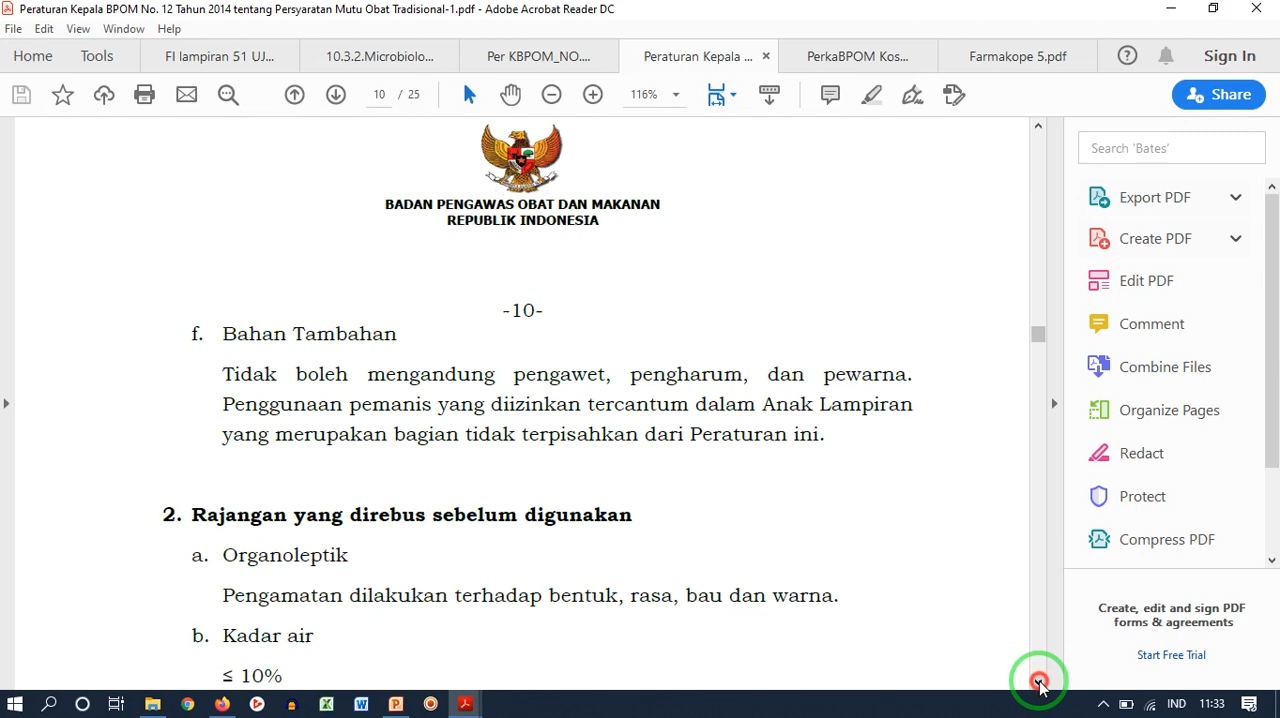 Peraturan Kepala BPOM No. 12 Tahun 2014 tentang Persyaratan Mutu Obat Tradisional-1.pdf - Adobe Acrobat Reader DC
File Edit View Window Help
Home Tools FI lampiran 51 UJ... 10.3.2.Microbiolo... Per KBPOM_NO.... Peraturan Kepala ... × PerkaBPOM Kos... Farmakope 5.pdf Sign In
10 / 25 116% Share
BADAN PENGAWAS OBAT DAN MAKANAN
REPUBLIK INDONESIA
-10-
f. Bahan Tambahan
Tidak boleh mengandung pengawet, pengharum, dan pewarna.
Penggunaan pemanis yang diizinkan tercantum dalam Anak Lampiran
yang merupakan bagian tidak terpisahkan dari Peraturan ini.
2. Rajangan yang direbus sebelum digunakan
a. Organoleptik
Pengamatan dilakukan terhadap bentuk, rasa, bau dan warna.
b. Kadar air
≤ 10%
Search 'Bates'
Export PDF
Create PDF
Edit PDF
Comment
Combine Files
Organize Pages
Redact
Protect
Compress PDF
Create, edit and sign PDF
forms & agreements
Start Free Trial
IND 11:33